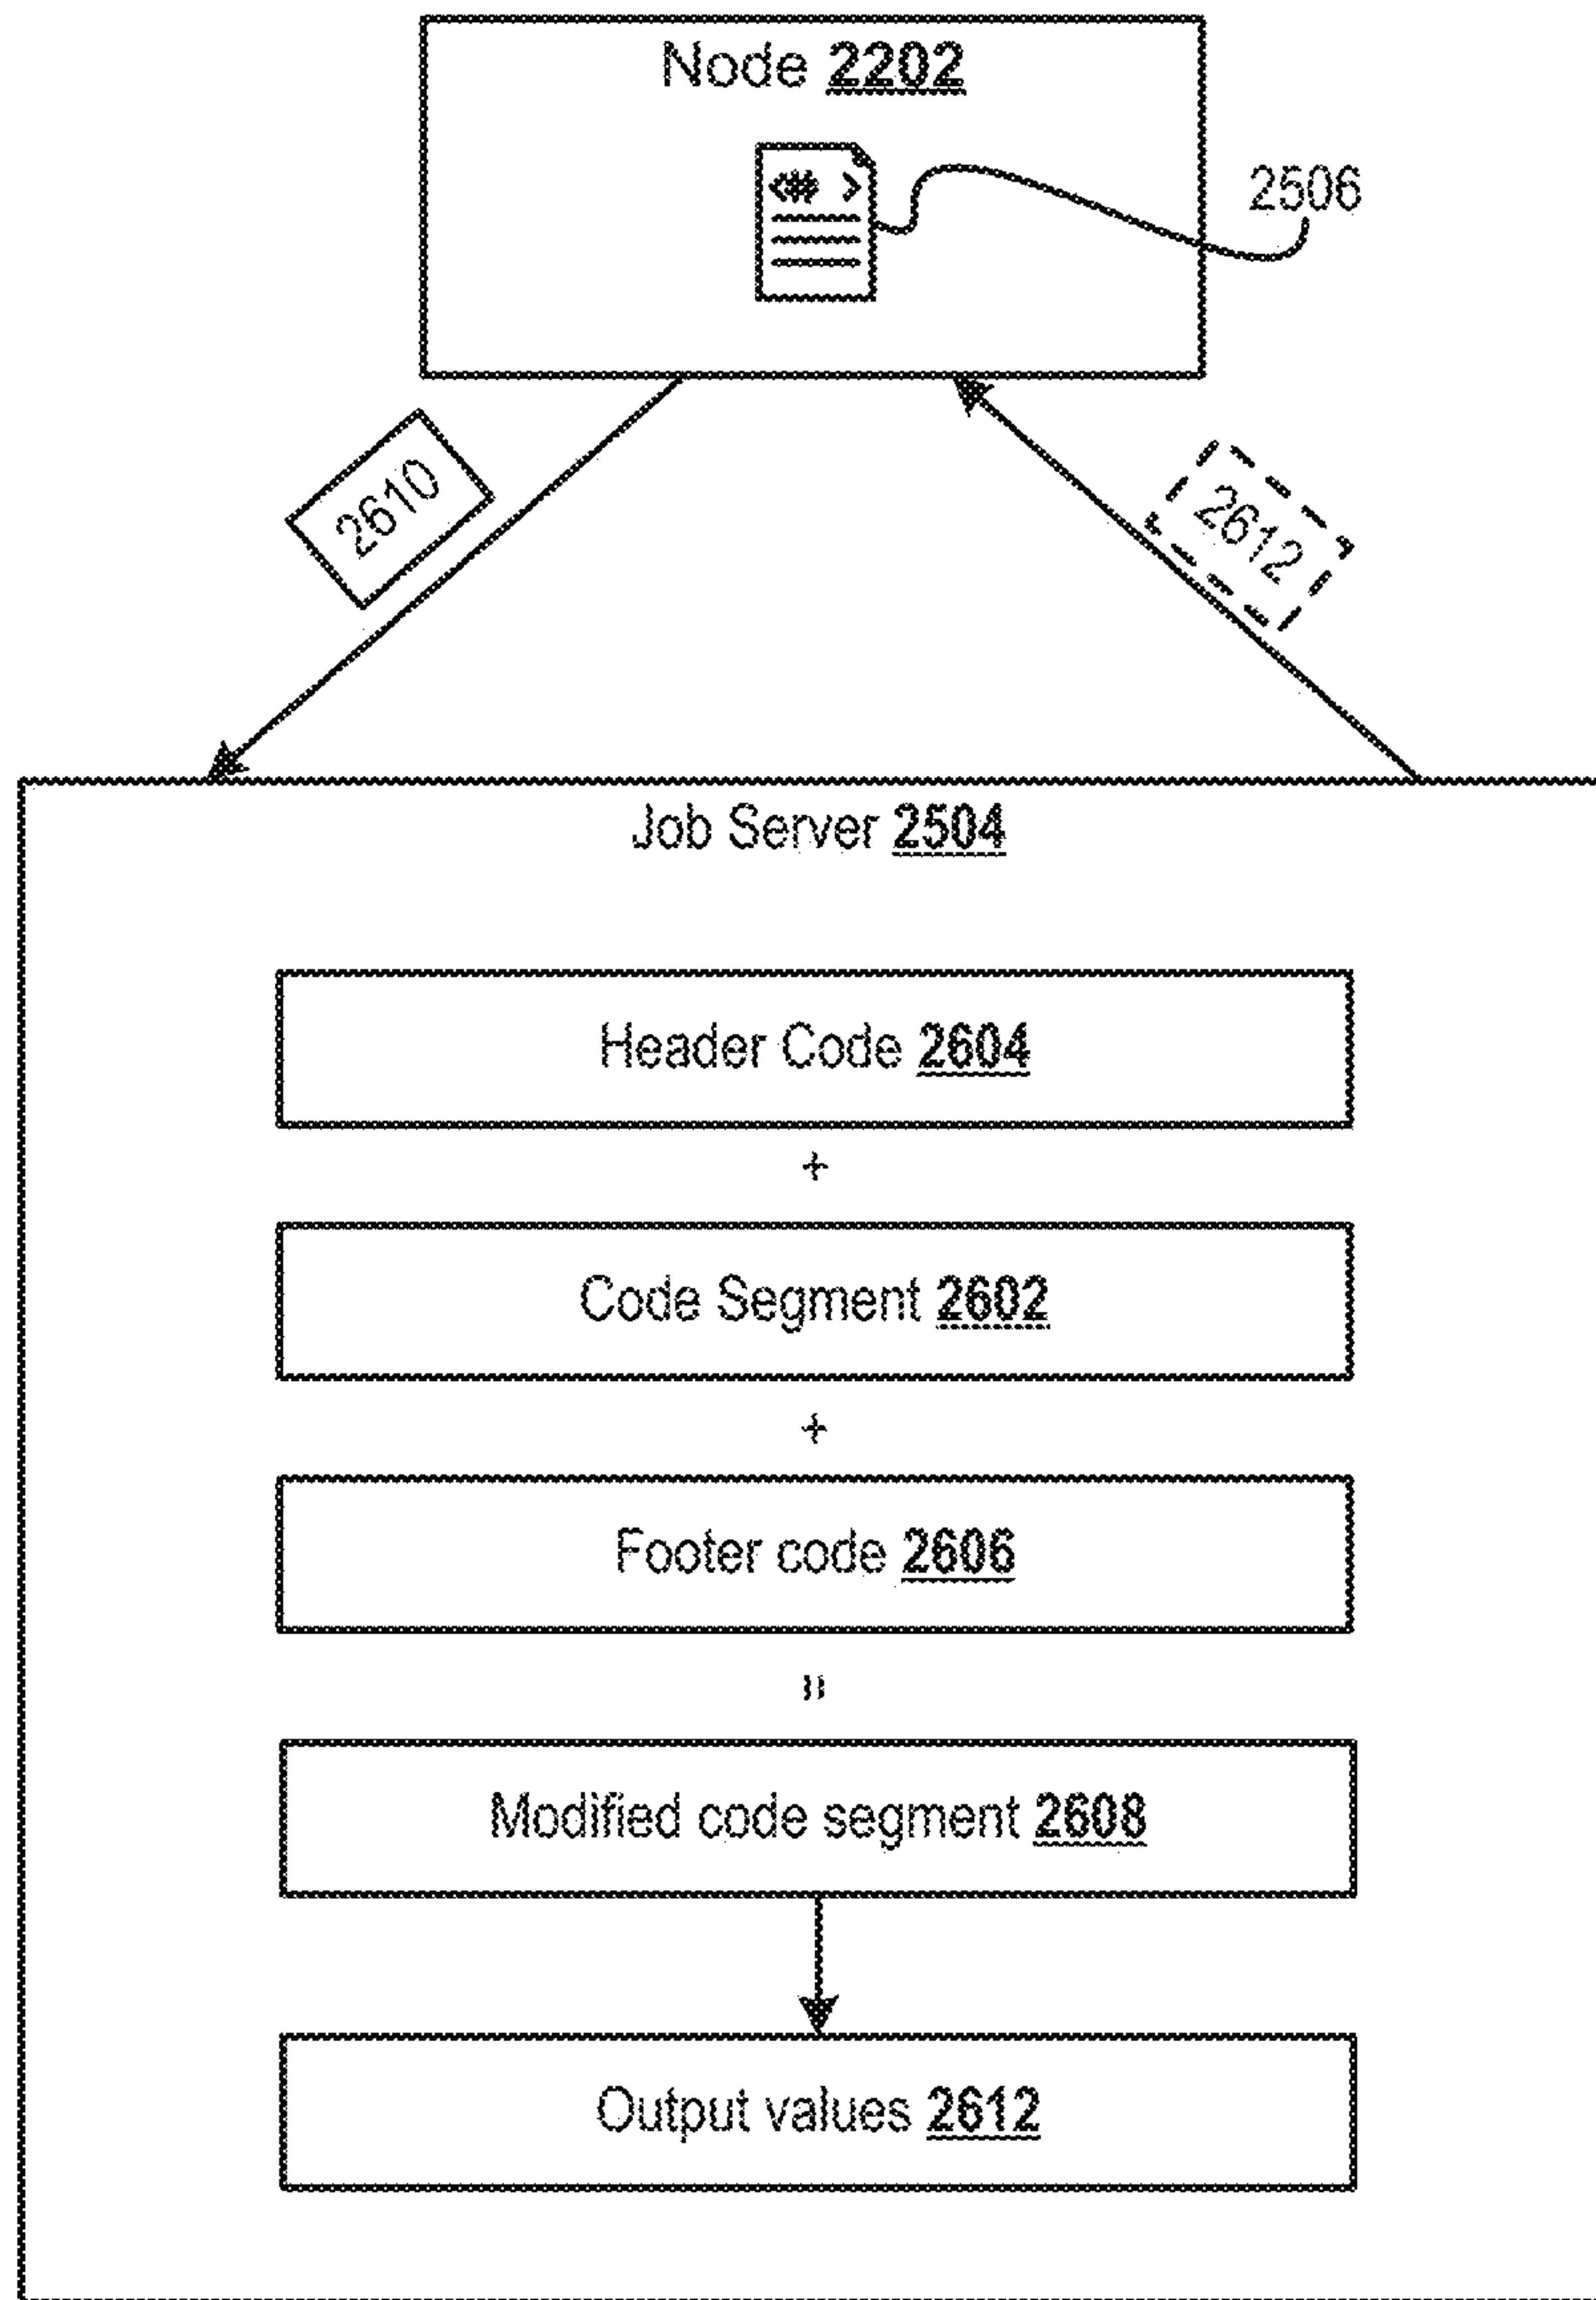 Node 2202
<# >
2506
2610
2612
Job Server 2504
Header Code 2604
+
Code Segment 2602
+
Footer code 2606
=
Modified code segment 2608
Output values 2612